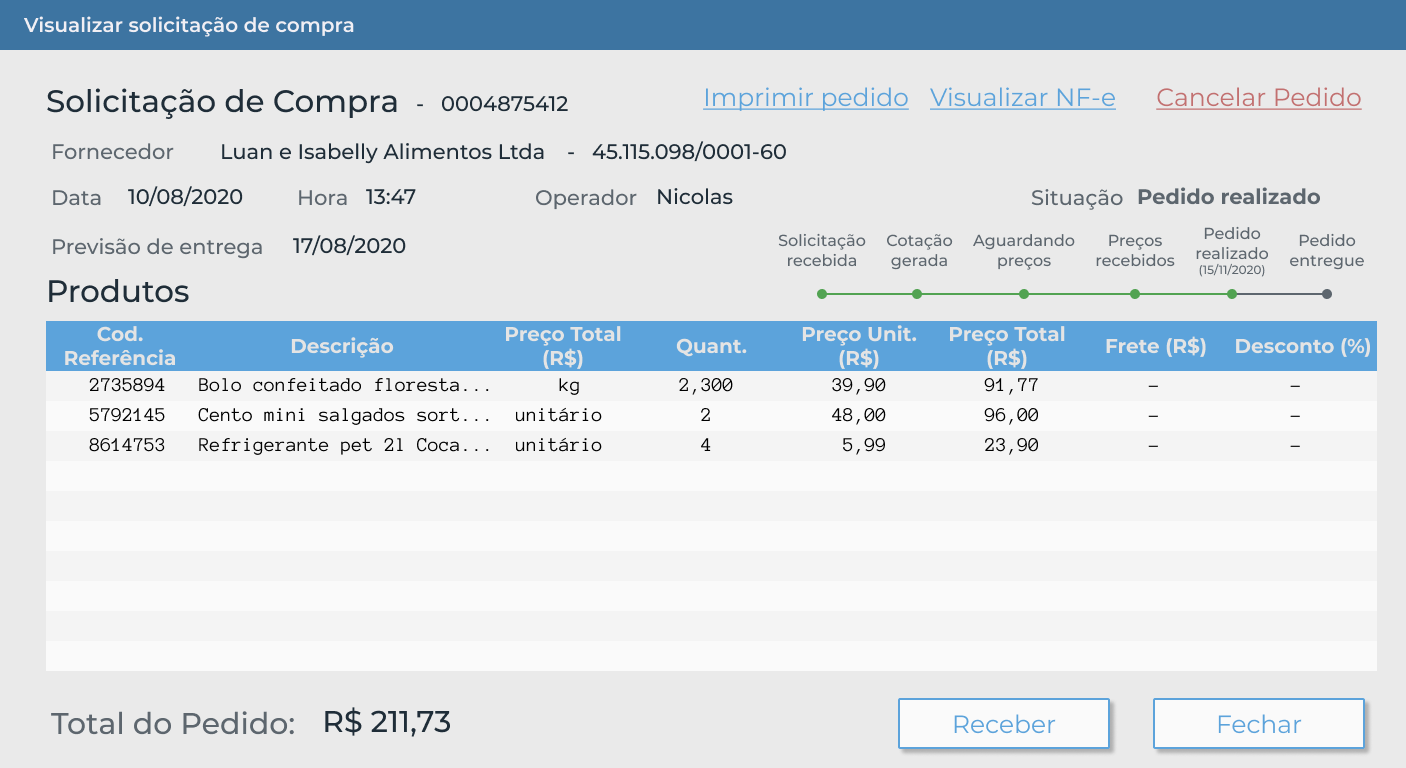 Visualizar solicitação de compra
Solicitação de Compra - 0004875412
Imprimir pedido Visualizar NF-e Cancelar Pedido
Fornecedor Luan e Isabelly Alimentos Ltda - 45.115.098/0001-60
Data 10/08/2020 Hora 13:47 Operador Nicolas Situação Pedido realizado
Previsão de entrega 17/08/2020
Solicitação recebida
Cotação gerada
Aguardando preços
Preços recebidos
Pedido realizado (15/11/2020)
Pedido entregue
Produtos
Cod. Referência Descrição Preço Total (R$) Quant. Preço Unit. (R$) Preço Total (R$) Frete (R$) Desconto (%)
2735894 Bolo confeitado floresta... kg 2,300 39,90 91,77 – –
5792145 Cento mini salgados sort... unitário 2 48,00 96,00 – –
8614753 Refrigerante pet 2l Coca... unitário 4 5,99 23,90 – –
Total do Pedido: R$ 211,73
Receber Fechar